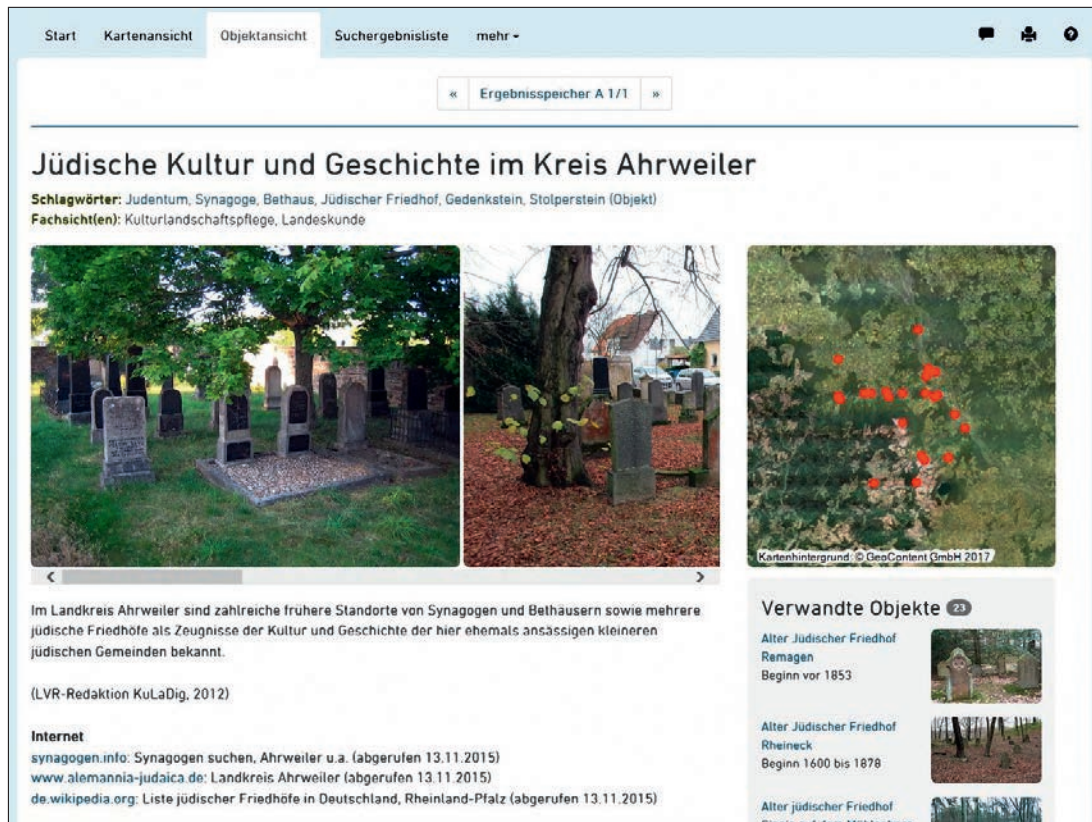 Start Kartenansicht Objektansicht Suchergebnisliste mehr
« Ergebnisspeicher A 1/1 »
Jüdische Kultur und Geschichte im Kreis Ahrweiler
Schlagwörter: Judentum, Synagoge, Bethaus, Jüdischer Friedhof, Gedenkstein, Stolperstein (Objekt)
Fachsicht(en): Kulturlandschaftspflege, Landeskunde
Kartenhintergrund: © GeoContent GmbH 2017
Im Landkreis Ahrweiler sind zahlreiche frühere Standorte von Synagogen und Bethäusern sowie mehrere
jüdische Friedhöfe als Zeugnisse der Kultur und Geschichte der hier ehemals ansässigen kleineren
jüdischen Gemeinden bekannt.
(LVR-Redaktion KuLaDig, 2012)
Internet
synagogen.info: Synagogen suchen, Ahrweiler u.a. (abgerufen 13.11.2015)
www.alemannia-judaica.de: Landkreis Ahrweiler (abgerufen 13.11.2015)
de.wikipedia.org: Liste jüdischer Friedhöfe in Deutschland, Rheinland-Pfalz (abgerufen 13.11.2015)
Verwandte Objekte 23
Alter Jüdischer Friedhof
Remagen
Beginn vor 1853
Alter Jüdischer Friedhof
Rheineck
Beginn 1600 bis 1878
Alter jüdischer Friedhof